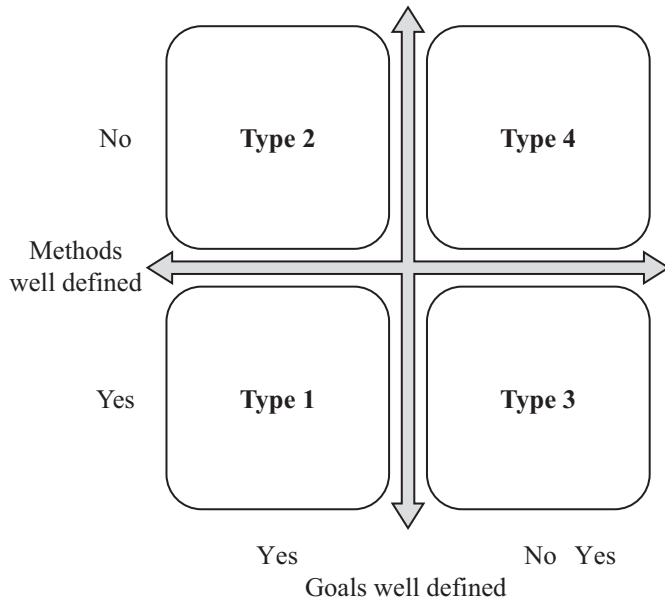 No
Type 2
Type 4
Methods
well defined
Yes
Type 1
Type 3
Yes
No Yes
Goals well defined